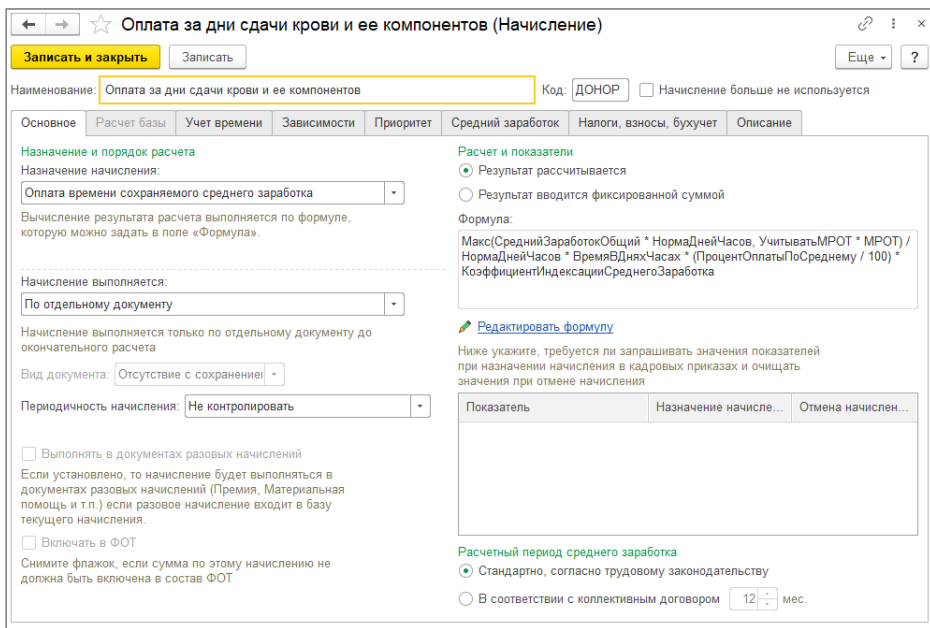 Оплата за дни сдачи крови и ее компонентов (Начисление)
Записать и закрыть
Записать
Еще
?
Наименование: Оплата за дни сдачи крови и ее компонентов
Код: ДОНОР
Начисление больше не используется
Основное
Расчет базы
Учет времени
Зависимости
Приоритет
Средний заработок
Налоги, взносы, бухучет
Описание
Назначение и порядок расчета
Назначение начисления:
Оплата времени сохраняемого среднего заработка
Вычисление результата расчета выполняется по формуле,
которую можно задать в поле «Формула».
Начисление выполняется:
По отдельному документу
Начисление выполняется только по отдельному документу до
окончательного расчета
Вид документа: Отсутствие с сохранение
Периодичность начисления: Не контролировать
Выполнять в документах разовых начислений
Если установлено, то начисление будет выполняться в
документах разовых начислений (Премия, Материальная
помощь и т.п.) если разовое начисление входит в базу
текущего начисления.
Включать в ФОТ
Снимите флажок, если сумма по этому начислению не
должна быть включена в состав ФОТ
Расчет и показатели
Результат рассчитывается
Результат вводится фиксированной суммой
Формула:
Макс(СреднийЗаработокОбщий * НормаДнейЧасов, УчитыватьМРОТ * МРОТ) /
НормаДнейЧасов * ВремяВДняхЧасах * (ПроцентОплатыПоСреднему / 100) *
КоэффициентИндексацииСреднегоЗаработка
Редактировать формулу
Ниже укажите, требуется ли запрашивать значения показателей
при назначении начисления в кадровых приказах и очищать
значения при отмене начисления
Показатель
Назначение начисле...
Отмена начислен...
Расчетный период среднего заработка
Стандартно, согласно трудовому законодательству
В соответствии с коллективным договором 12 мес.